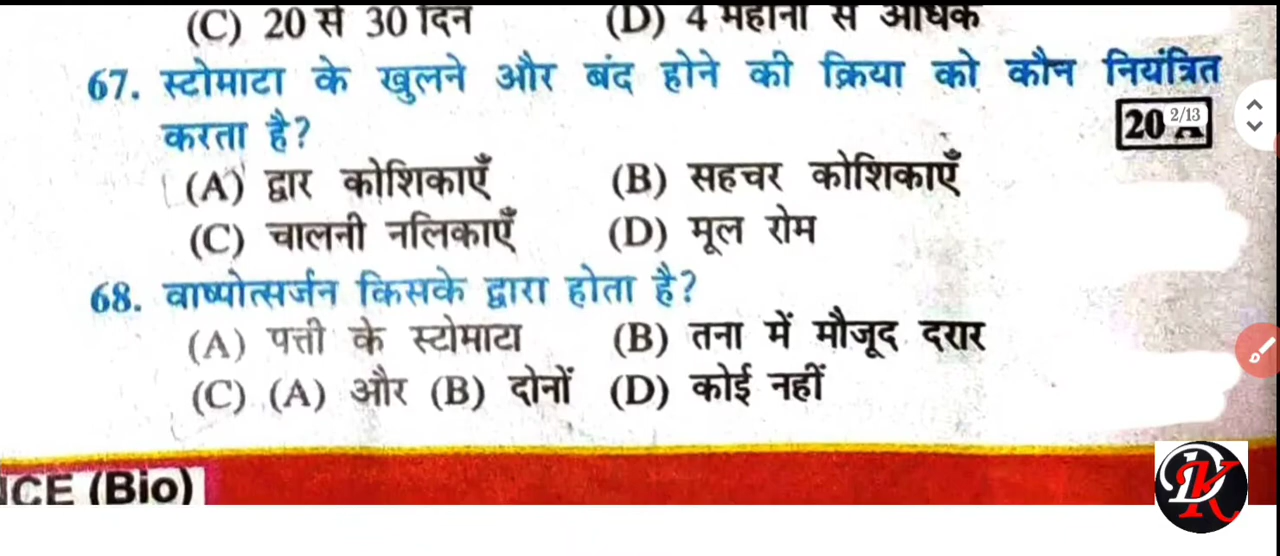 (C) 20 से 30 दिन (D) 4 महीनों से अधिक
67. स्टोमाटा के खुलने और बंद होने की क्रिया को कौन नियंत्रित
करता है?
20 A
2/13
(A) द्वार कोशिकाएँ (B) सहचर कोशिकाएँ
(C) चालनी नलिकाएँ (D) मूल रोम
68. वाष्पोत्सर्जन किसके द्वारा होता है?
(A) पत्ती के स्टोमाटा (B) तना में मौजूद दरार
(C) (A) और (B) दोनों (D) कोई नहीं
CE (Bio)
DK